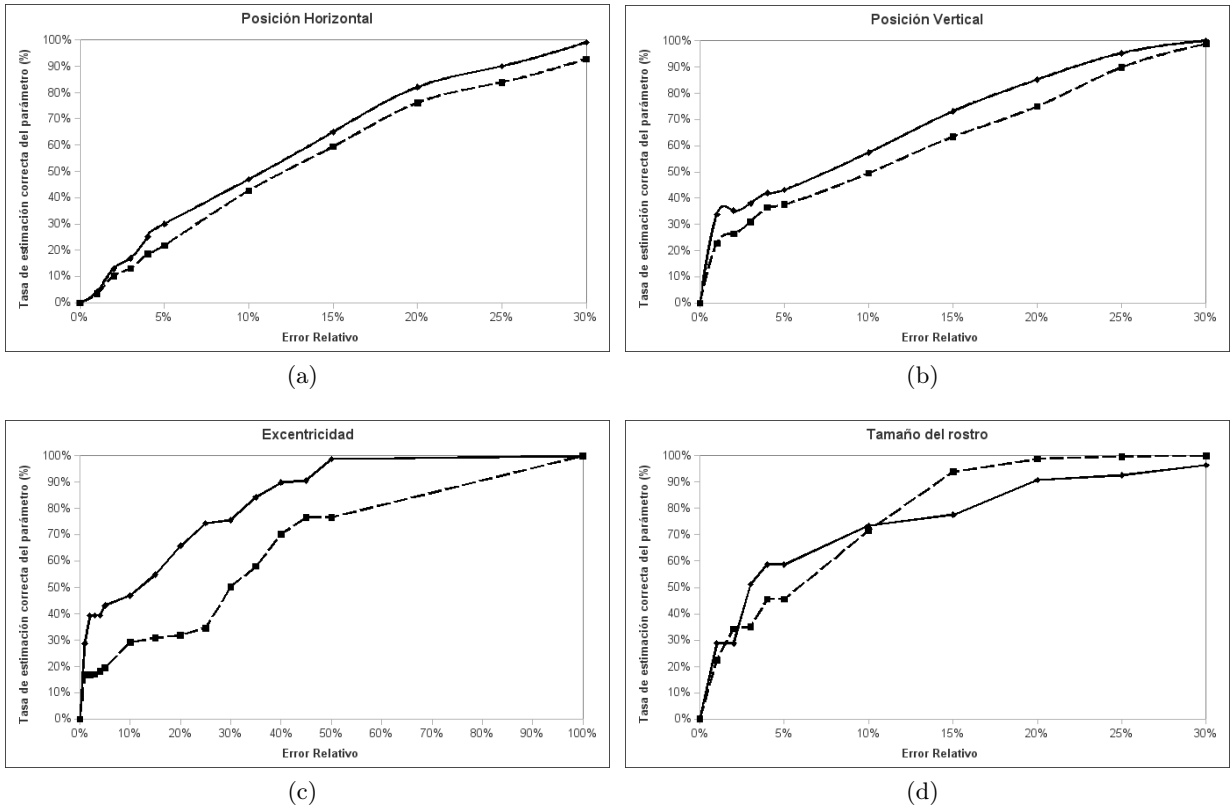 Posición Horizontal
Tasa de estimación correcta del parámetro (%)
100%
90%
80%
70%
60%
50%
40%
30%
20%
10%
0%
0% 5% 10% 15% 20% 25% 30%
Error Relativo
(a)
Posición Vertical
Tasa de estimación correcta del parámetro (%)
100%
90%
80%
70%
60%
50%
40%
30%
20%
10%
0%
0% 5% 10% 15% 20% 25% 30%
Error Relativo
(b)
Excentricidad
Tasa de estimación correcta del parámetro (%)
100%
90%
80%
70%
60%
50%
40%
30%
20%
10%
0%
0% 10% 20% 30% 40% 50% 60% 70% 80% 90% 100%
Error Relativo
(c)
Tamaño del rostro
Tasa de estimación correcta del parámetro (%)
100%
90%
80%
70%
60%
50%
40%
30%
20%
10%
0%
0% 5% 10% 15% 20% 25% 30%
Error Relativo
(d)